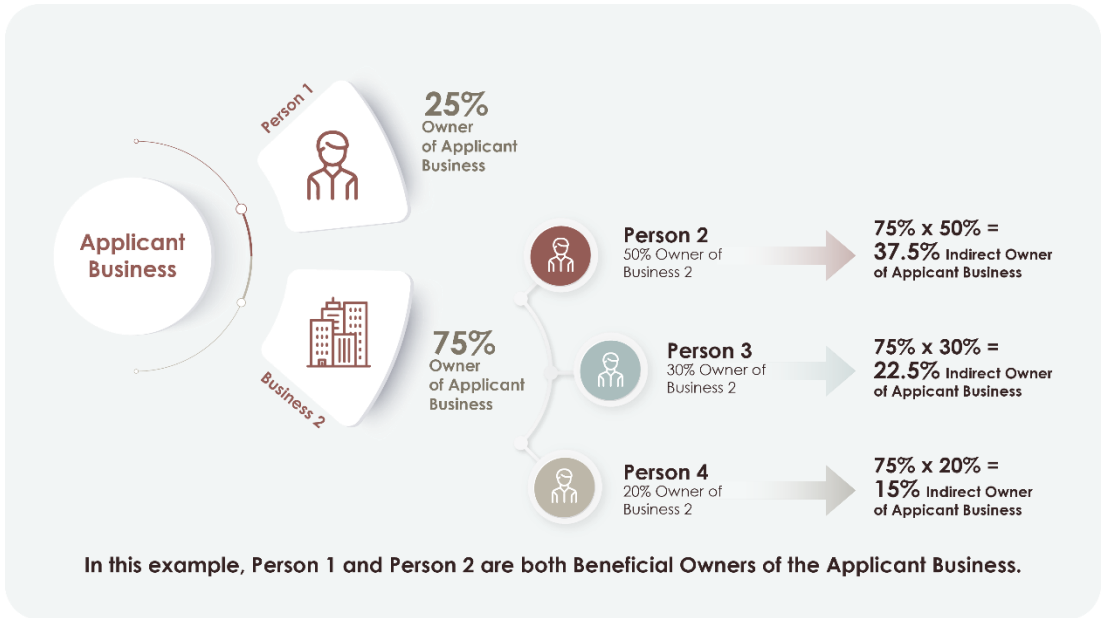 Person 1
25%
Owner
of Applicant
Business
Applicant
Business
75%
Owner
of Applicant
Business
Business 2
Person 2
50% Owner of
Business 2
75% x 50% =
37.5% Indirect Owner
of Apicant Business
Person 3
30% Owner of
Business 2
75% x 30% =
22.5% Indirect Owner
of Apicant Business
Person 4
20% Owner of
Business 2
75% x 20% =
15% Indirect Owner
of Apicant Business
In this example, Person 1 and Person 2 are both Beneficial Owners of the Applicant Business.